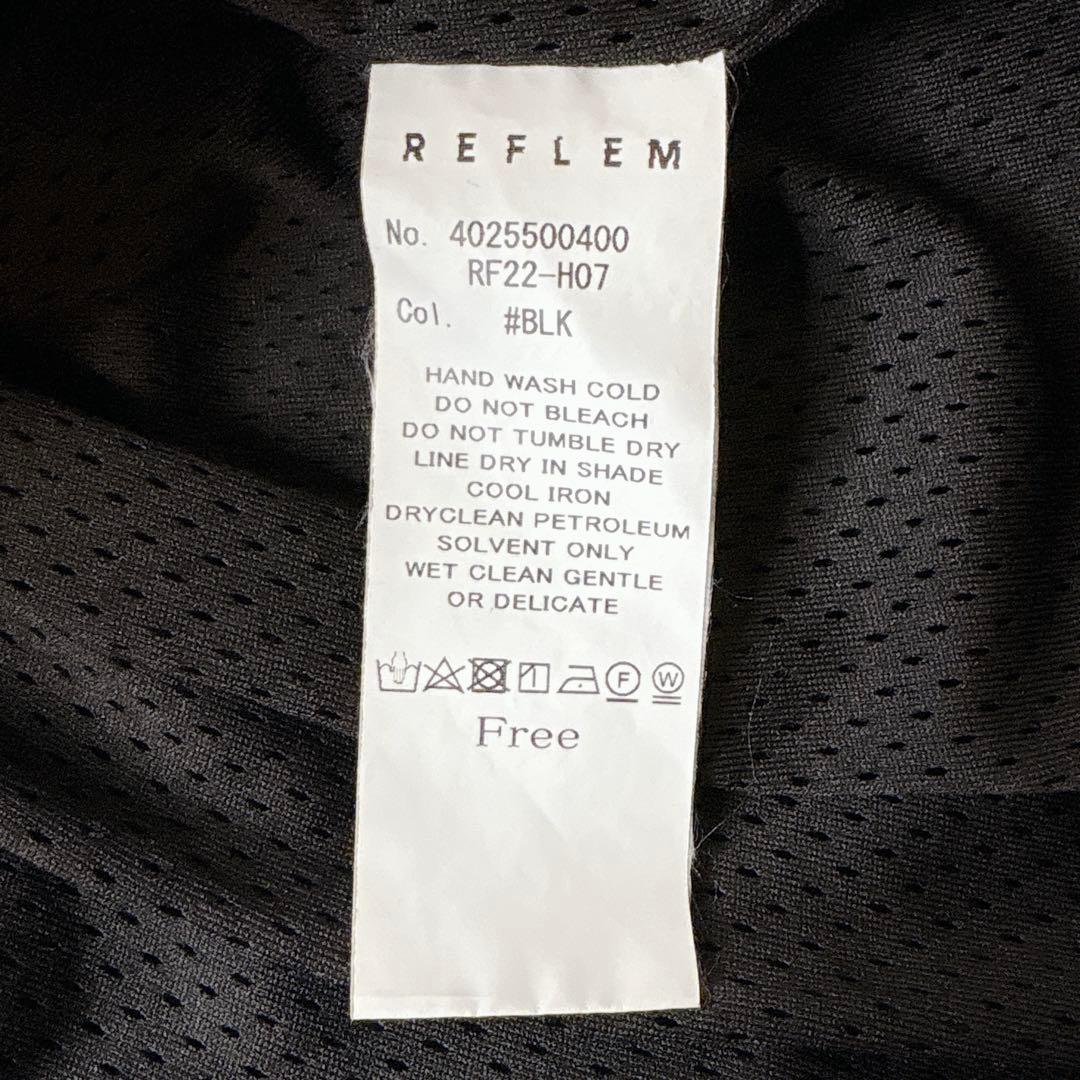 REFLEM
No. 4025500400
RF22-H07
Col. #BLK
HAND WASH COLD
DO NOT BLEACH
DO NOT TUMBLE DRY
LINE DRY IN SHADE
COOL IRON
DRYCLEAN PETROLEUM
SOLVENT ONLY
WET CLEAN GENTLE
OR DELICATE
F W
Free